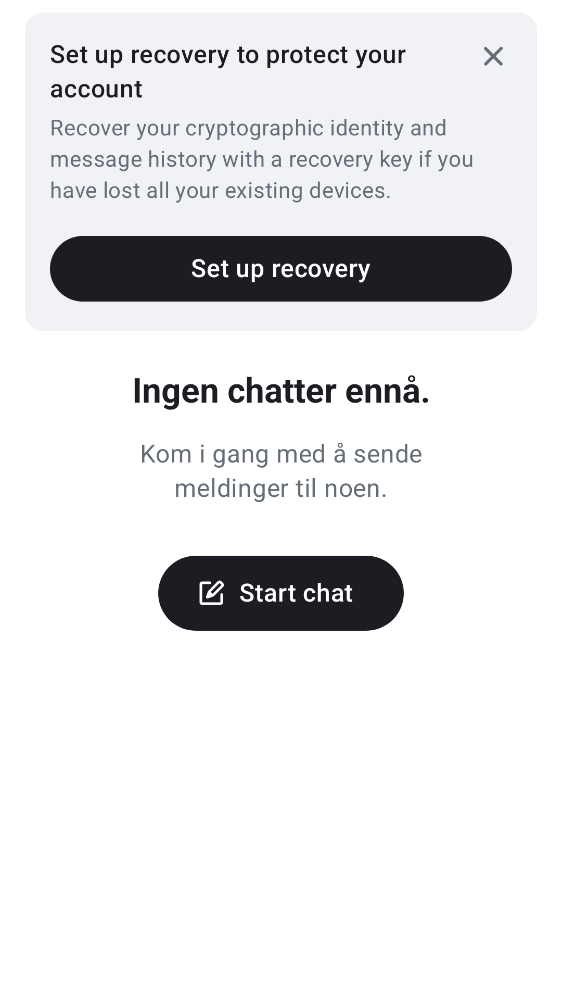 Set up recovery to protect your
account
Recover your cryptographic identity and
message history with a recovery key if you
have lost all your existing devices.
Set up recovery
Ingen chatter ennå.
Kom i gang med å sende
meldinger til noen.
Start chat